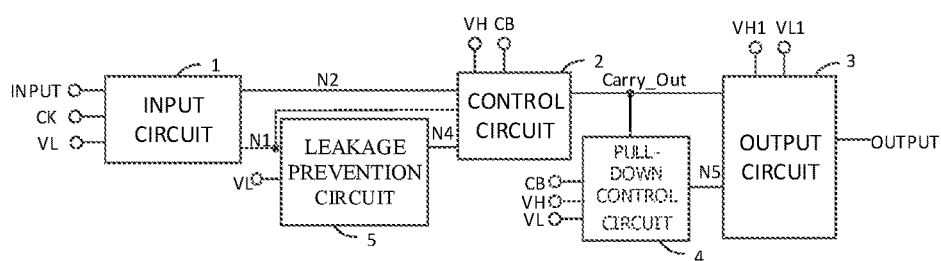 VH CB
VH1 VL1
1
2
3
INPUT
CK
VL
INPUT
CIRCUIT
N2
CONTROL
CIRCUIT
Carry_Out
OUTPUT
CIRCUIT
OUTPUT
N1
LEAKAGE
PREVENTION
CIRCUIT
N4
VL
5
PULL-
DOWN
CONTROL
CIRCUIT
CB
VH
VL
N5
4